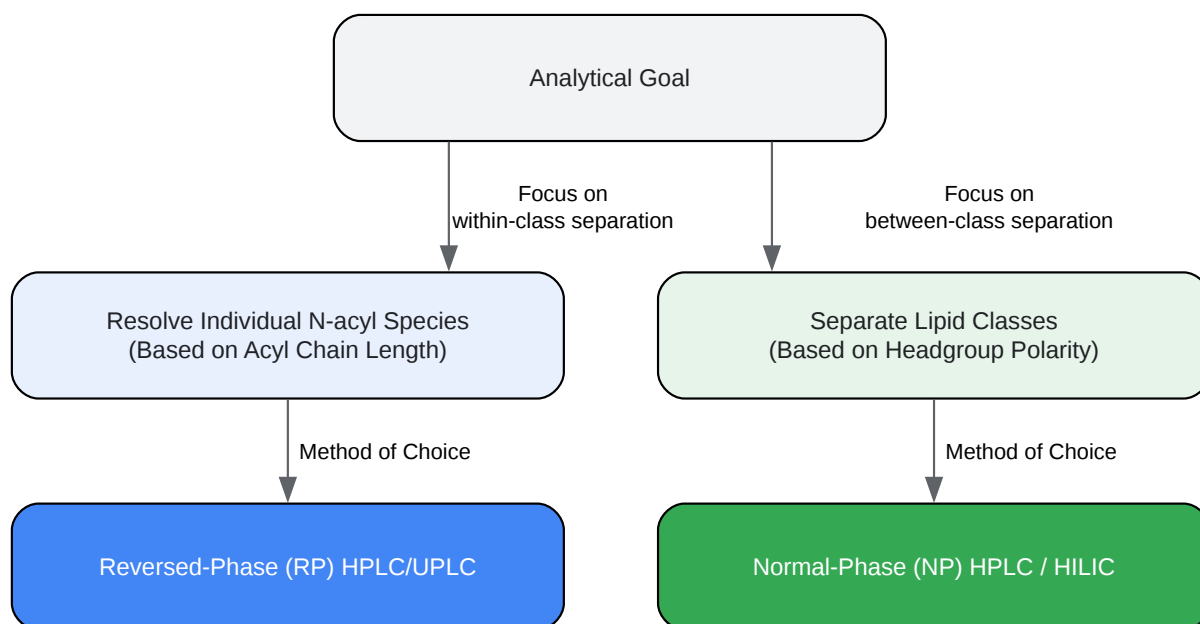 Analytical Goal
Focus on
within-class separation
Focus on
between-class separation
Resolve Individual N-acyl Species
(Based on Acyl Chain Length)
Separate Lipid Classes
(Based on Headgroup Polarity)
Method of Choice
Method of Choice
Reversed-Phase (RP) HPLC/UPLC
Normal-Phase (NP) HPLC / HILIC